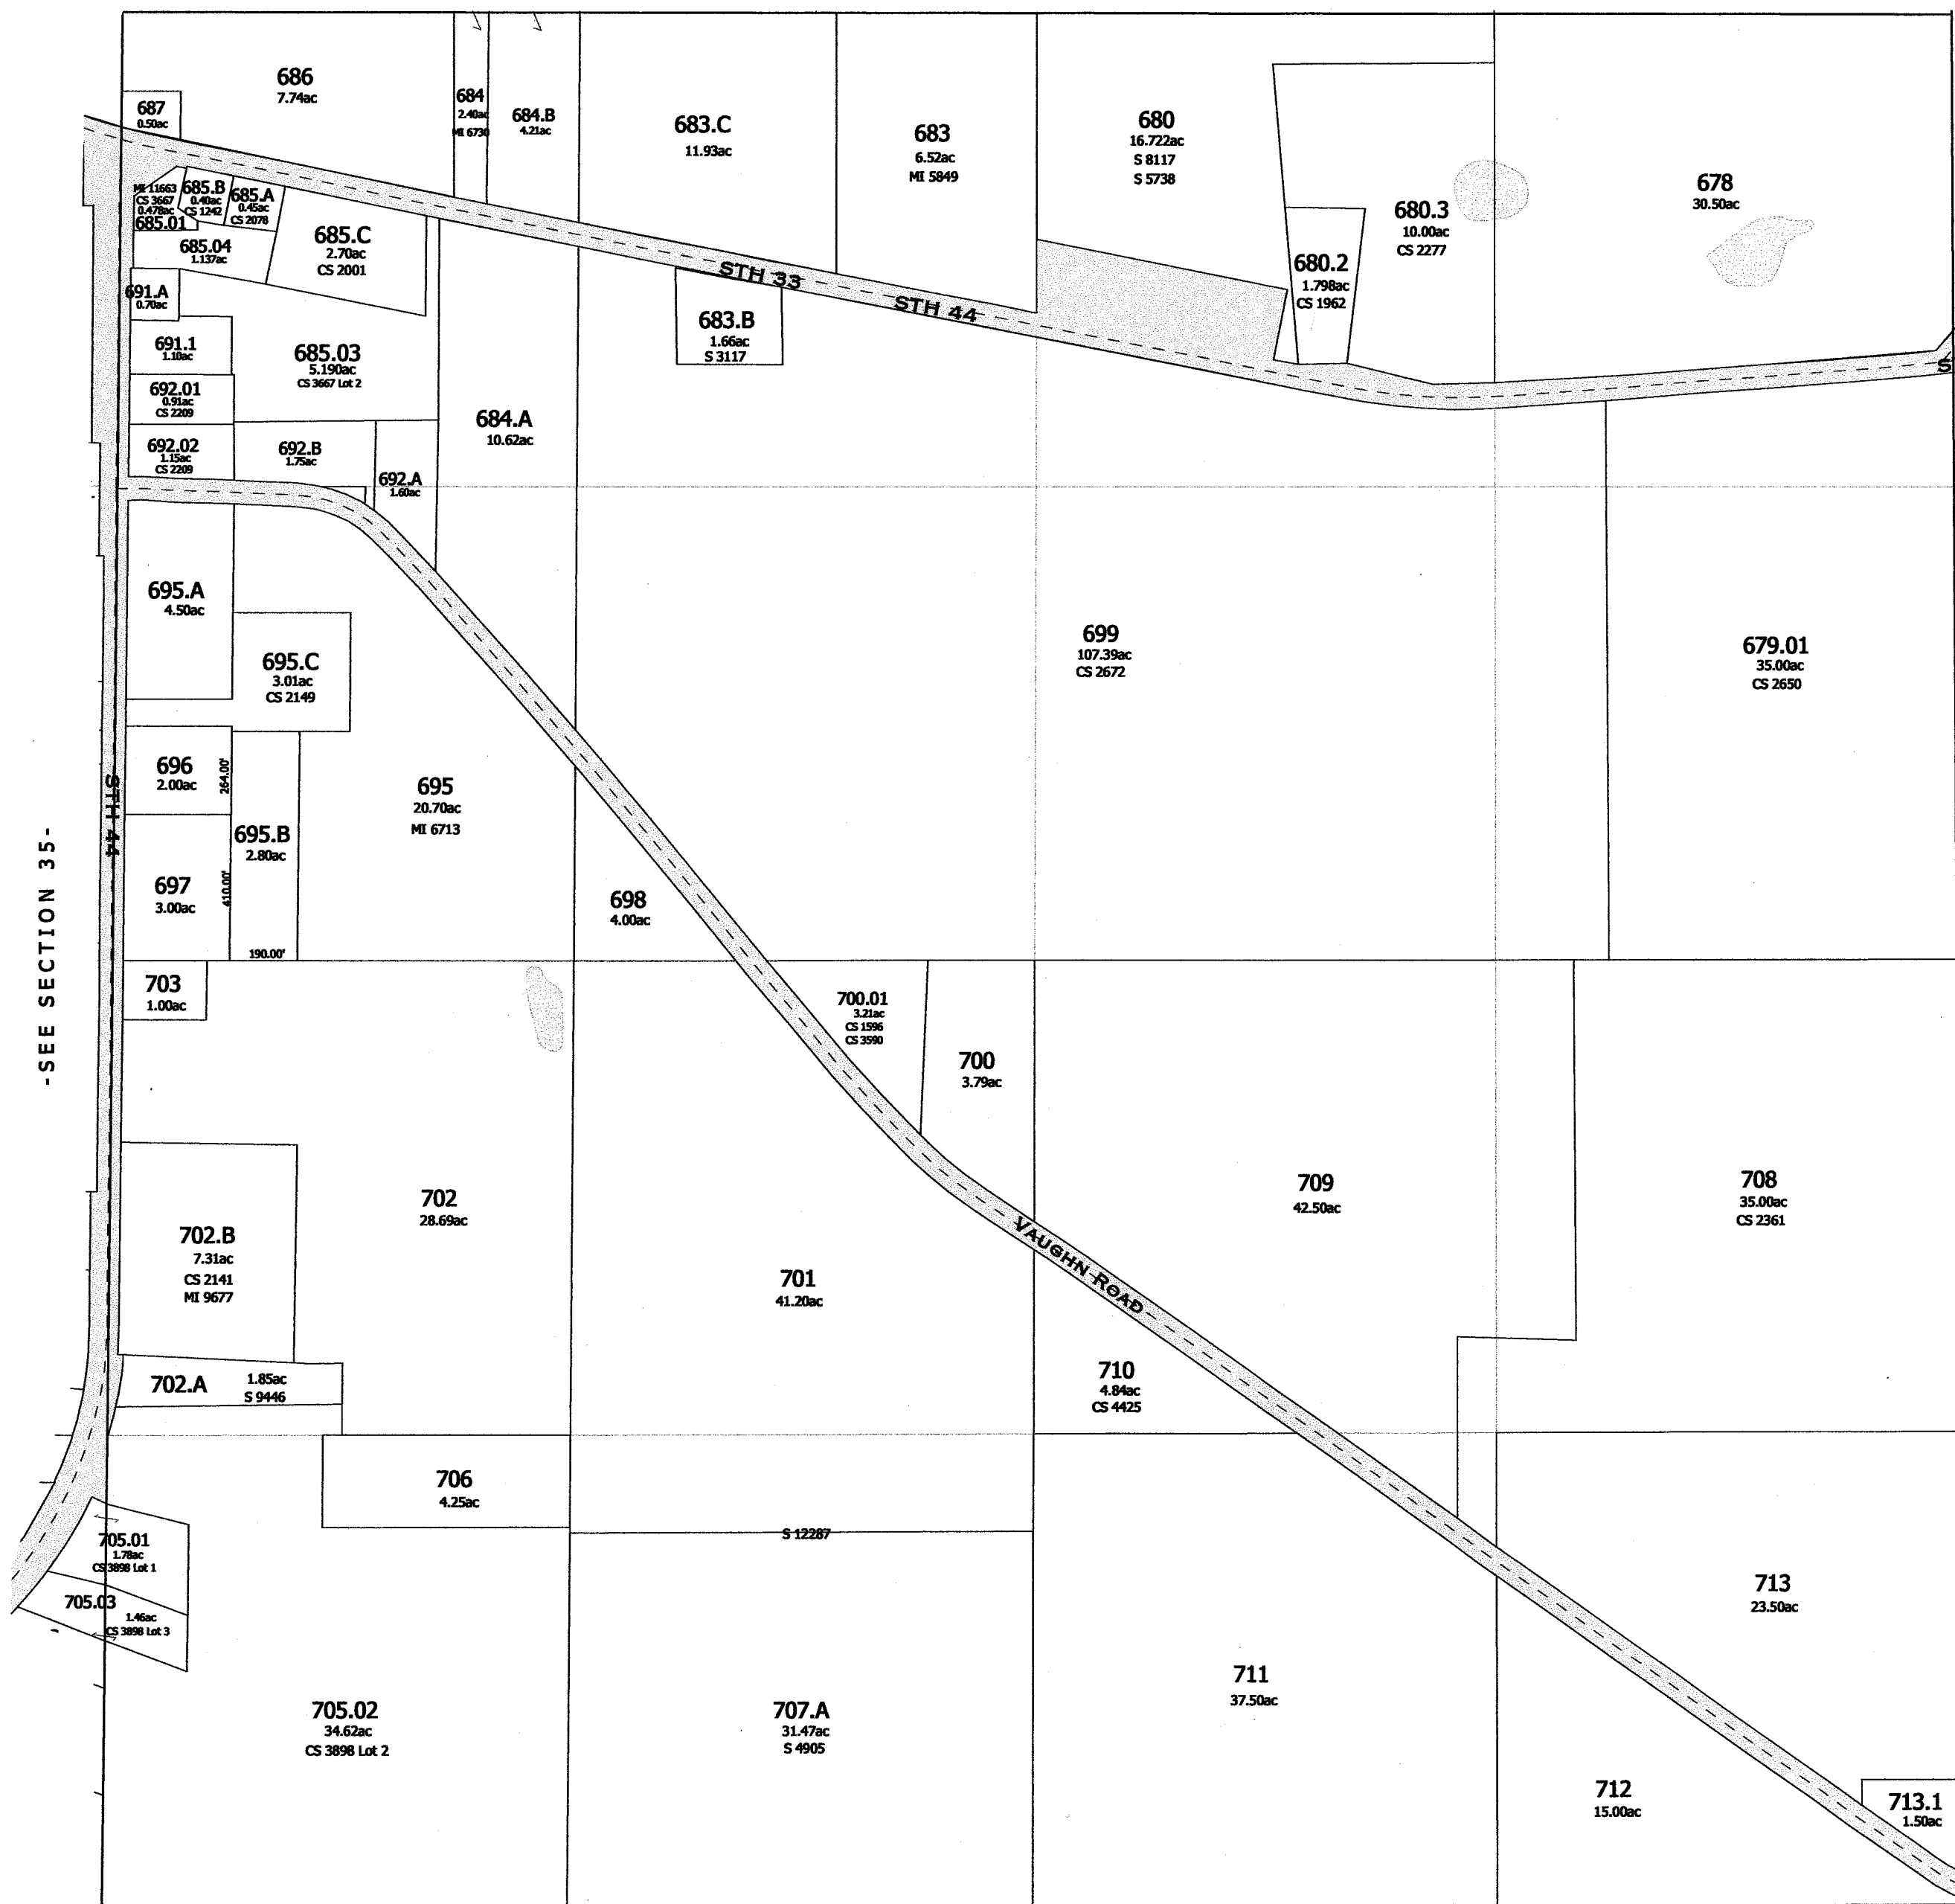 686
7.74ac
687
0.50ac
684
2.40ac
MI 6730
684.B
4.21ac
683.C
11.93ac
683
6.52ac
MI 5849
680
16.722ac
S 8117
S 5738
680.3
10.00ac
CS 2277
678
30.50ac
680.2
1.798ac
CS 1962
MI 11663
CS 3667
0.478ac
685.01
685.B
0.40ac
CS 1242
685.A
0.45ac
CS 2078
685.04
1.137ac
685.C
2.70ac
CS 2001
STH 33
STH 44
S
691.A
0.70ac
683.B
1.66ac
S 3117
691.1
1.10ac
685.03
5.190ac
CS 3667 Lot 2
692.01
0.91ac
CS 2209
692.02
1.15ac
CS 2209
692.B
1.75ac
692.A
1.60ac
684.A
10.62ac
695.A
4.50ac
695.C
3.01ac
CS 2149
699
107.39ac
CS 2672
679.01
35.00ac
CS 2650
696
2.00ac
264.00'
695
20.70ac
MI 6713
STH 44
-SEE SECTION 35-
695.B
2.80ac
697
3.00ac
410.00'
190.00'
698
4.00ac
703
1.00ac
700.01
3.21ac
CS 1596
CS 3590
700
3.79ac
702
28.69ac
709
42.50ac
708
35.00ac
CS 2361
702.B
7.31ac
CS 2141
MI 9677
VAUGHN ROAD
701
41.20ac
710
4.84ac
CS 4425
702.A
1.85ac
S 9446
706
4.25ac
S 12287
705.01
1.78ac
CS 3898 Lot 1
705.03
1.46ac
CS 3898 Lot 3
713
23.50ac
711
37.50ac
705.02
34.62ac
CS 3898 Lot 2
707.A
31.47ac
S 4905
712
15.00ac
713.1
1.50ac